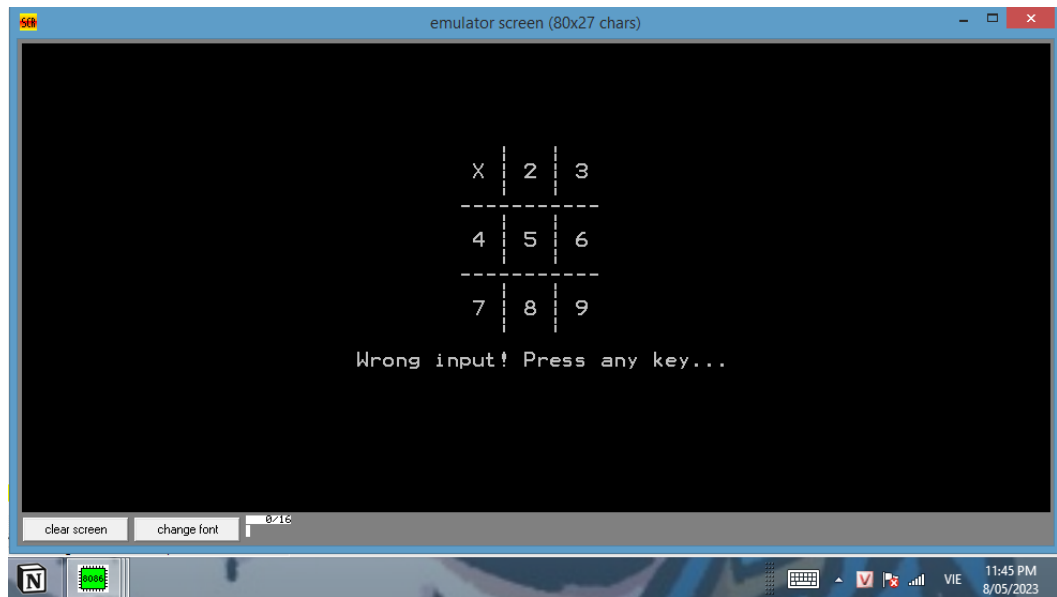 SCR
emulator screen (80x27 chars)
X 2 3
4 5 6
7 8 9
Wrong input! Press any key...
clear screen
change font
0/16
N
8086
V
VIE
11:45 PM
8/05/2023